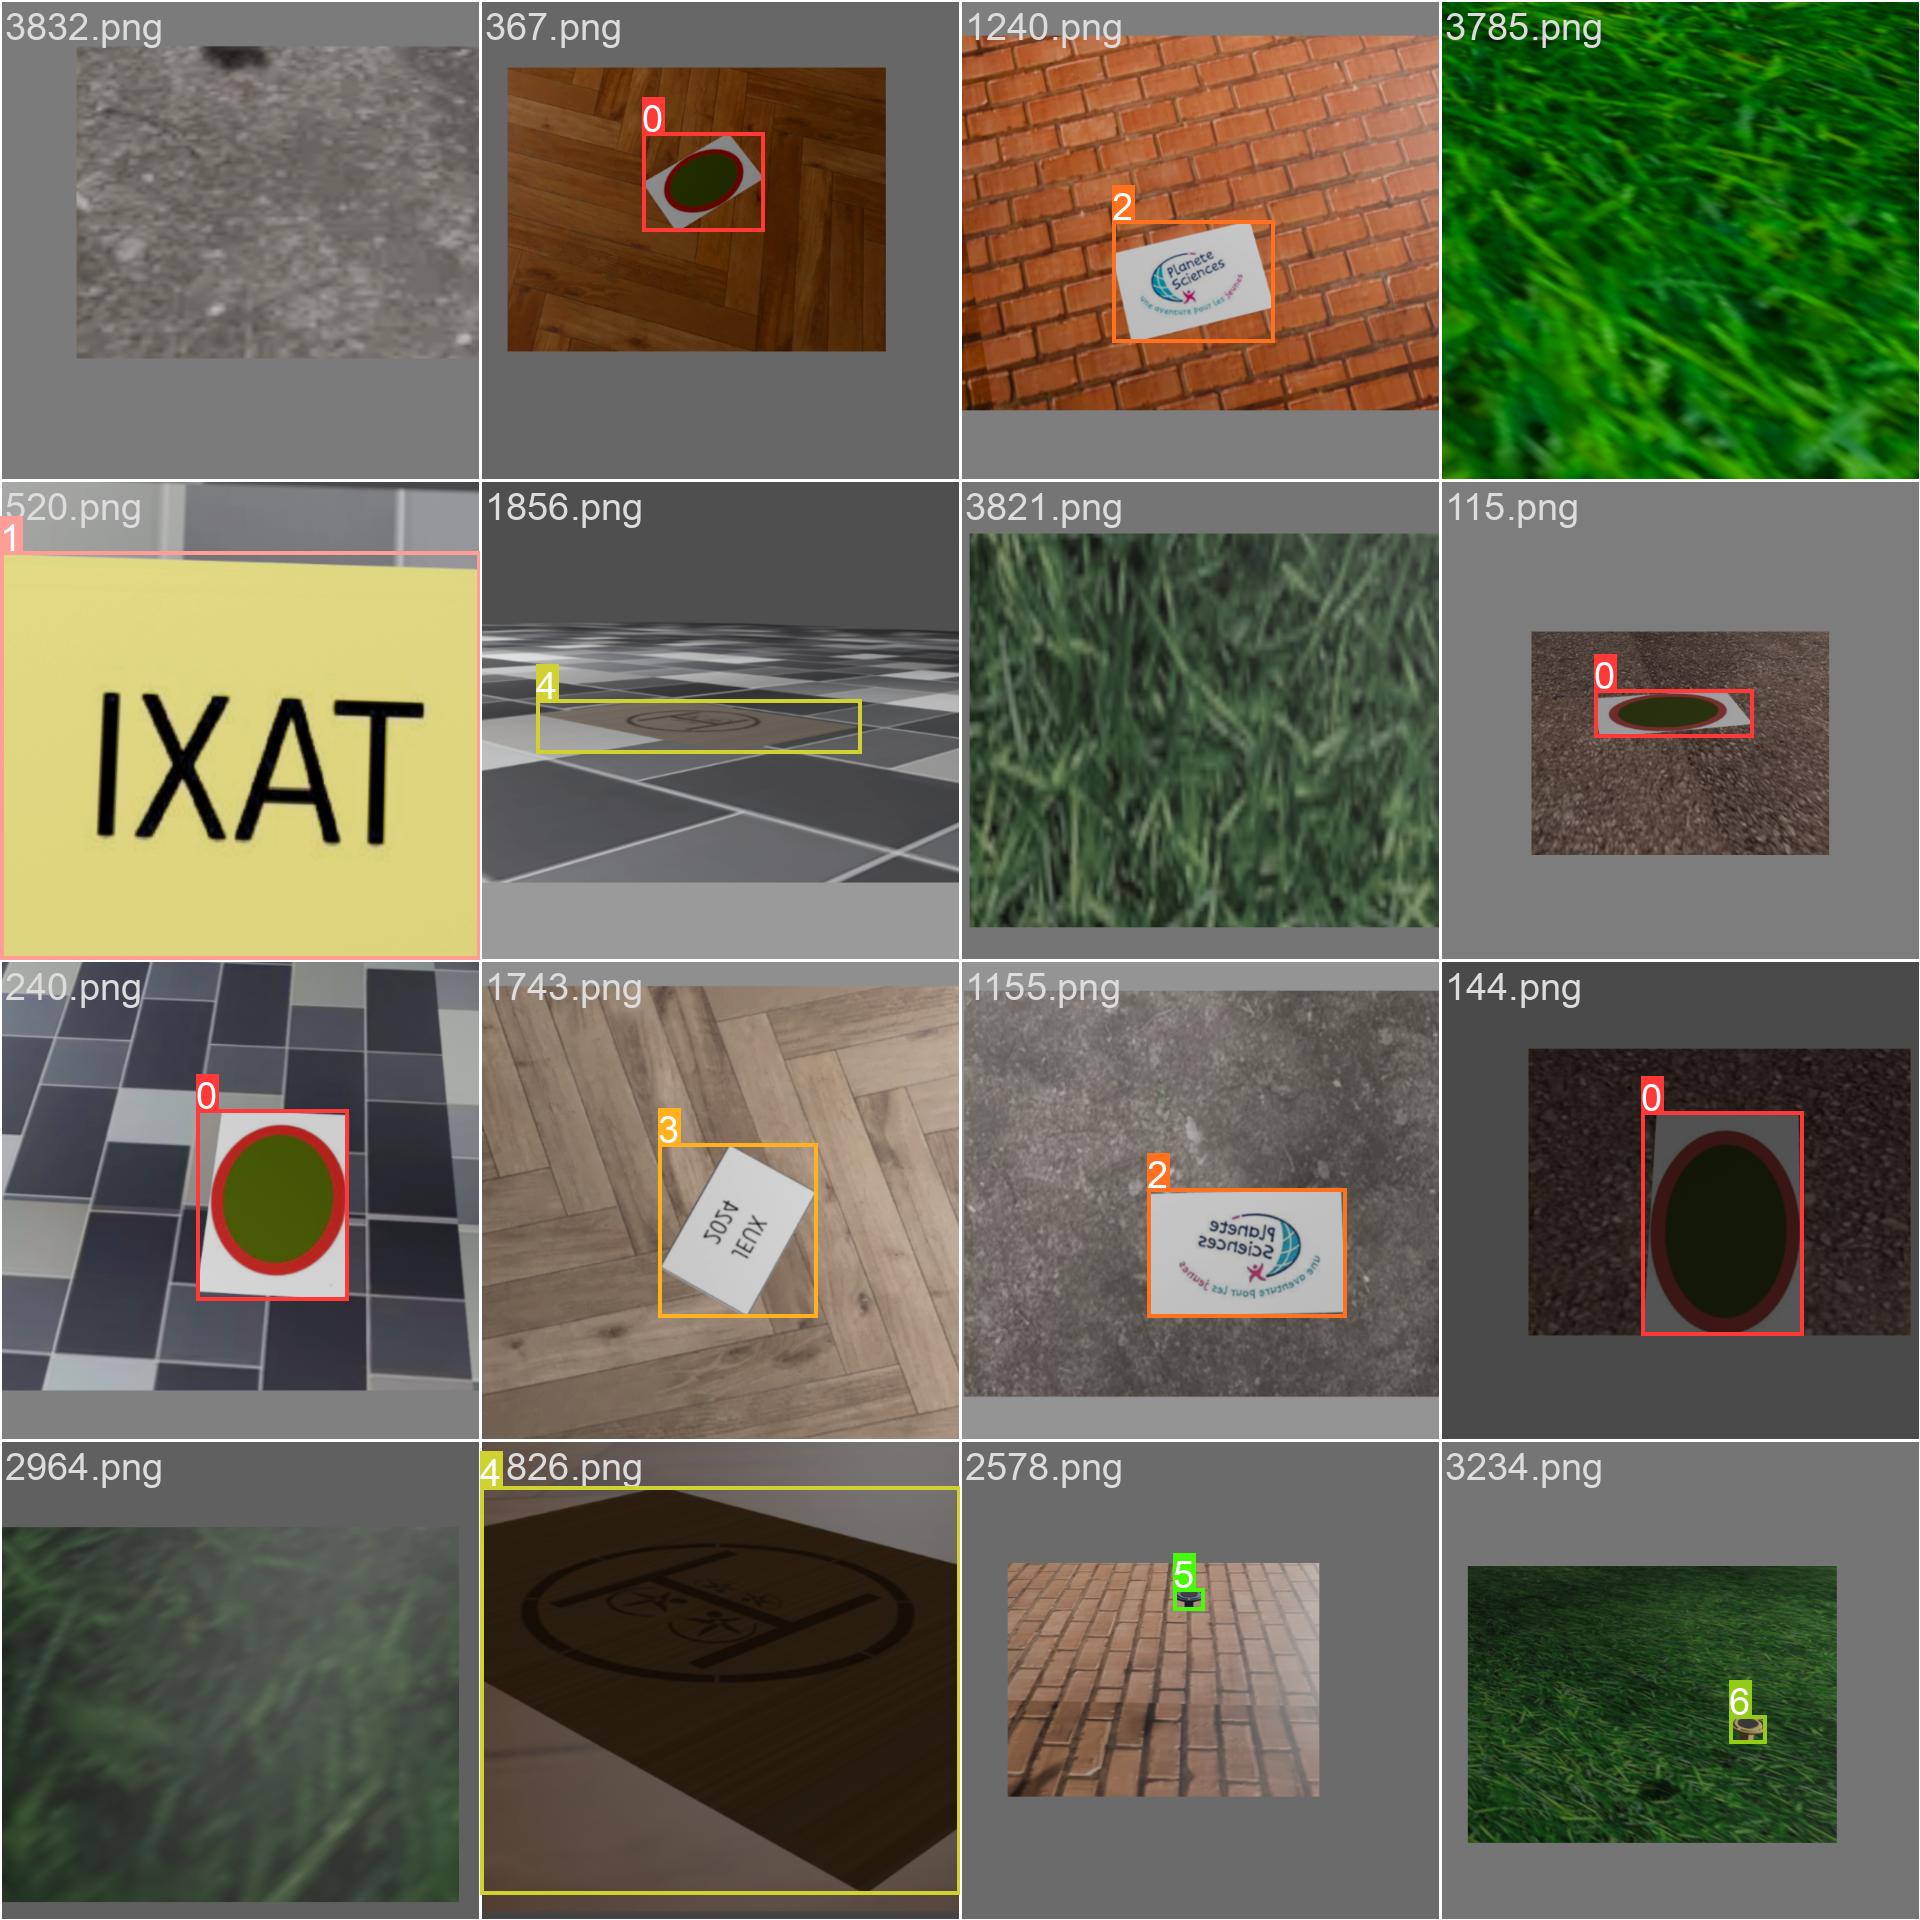 3832.png
367.png
0
1240.png
2
Planete
Sciences
une aventure pour les jeunes
3785.png
520.png
1
IXAT
1856.png
4
3821.png
115.png
0
240.png
0
1743.png
3
JEUX
2024
1155.png
2
Planete
Sciences
une aventure pour les jeunes
144.png
0
2964.png
4
826.png
H
2578.png
5
3234.png
6